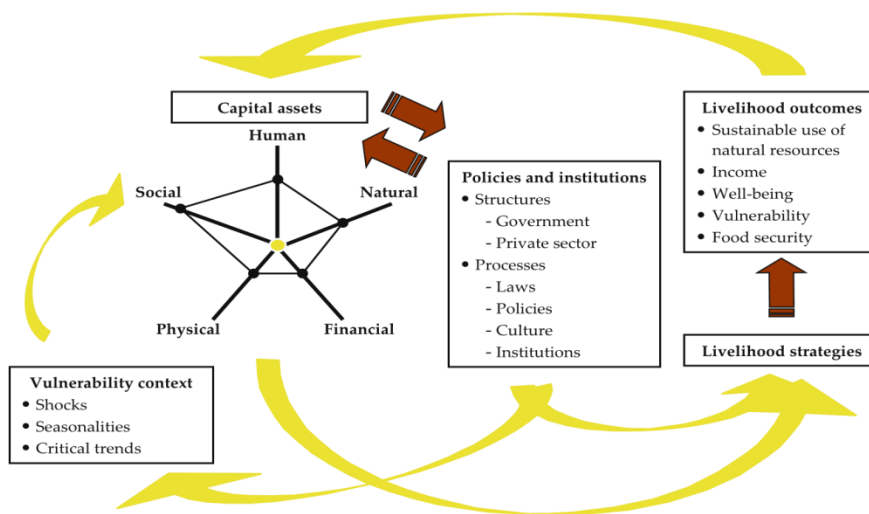 Capital assets
Human
Social
Natural
Physical
Financial
Vulnerability context
• Shocks
• Seasonalities
• Critical trends
Policies and institutions
• Structures
- Government
- Private sector
• Processes
- Laws
- Policies
- Culture
- Institutions
Livelihood outcomes
• Sustainable use of
natural resources
• Income
• Well-being
• Vulnerability
• Food security
Livelihood strategies